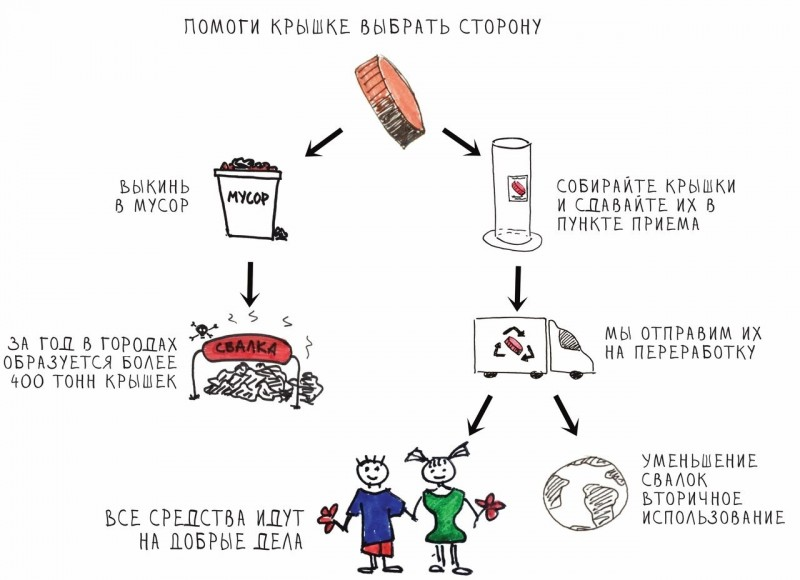 ПОМОГИ КРЫШКЕ ВЫБРАТЬ СТОРОНУ
ВЫКИНЬ
В МУСОР
МУСОР
СОБИРАЙТЕ КРЫШКИ
И СДАВАЙТЕ ИХ В
ПУНКТЕ ПРИЕМА
ЗА ГОД В ГОРОДАХ
ОБРАЗУЕТСЯ БОЛЕЕ
400 ТОНН КРЫШЕК
СВАЛКА
МЫ ОТПРАВИМ ИХ
НА ПЕРЕРАБОТКУ
ВСЕ СРЕДСТВА ИДУТ
НА ДОБРЫЕ ДЕЛА
УМЕНЬШЕНИЕ
СВАЛОК
ВТОРИЧНОЕ
ИСПОЛЬЗОВАНИЕ